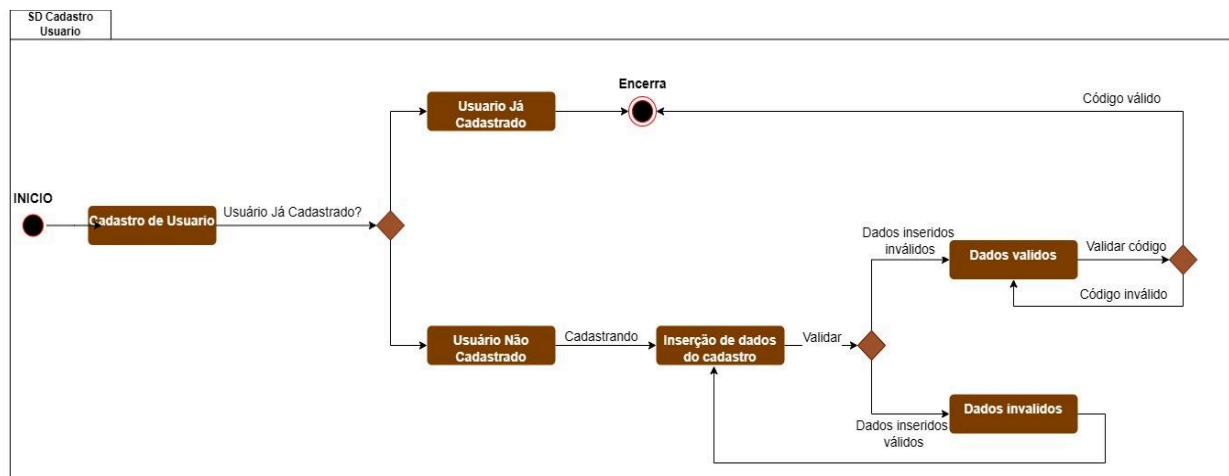 SD Cadastro
Usuario
Encerra
Usuario Já
Cadastrado
Código válido
INICIO
Cadastro de Usuario
Usuário Já Cadastrado?
Dados inseridos
inválidos
Dados validos
Validar código
Código inválido
Usuário Não
Cadastrado
Cadastrando
Inserção de dados
do cadastro
Validar
Dados invalidos
Dados inseridos
válidos